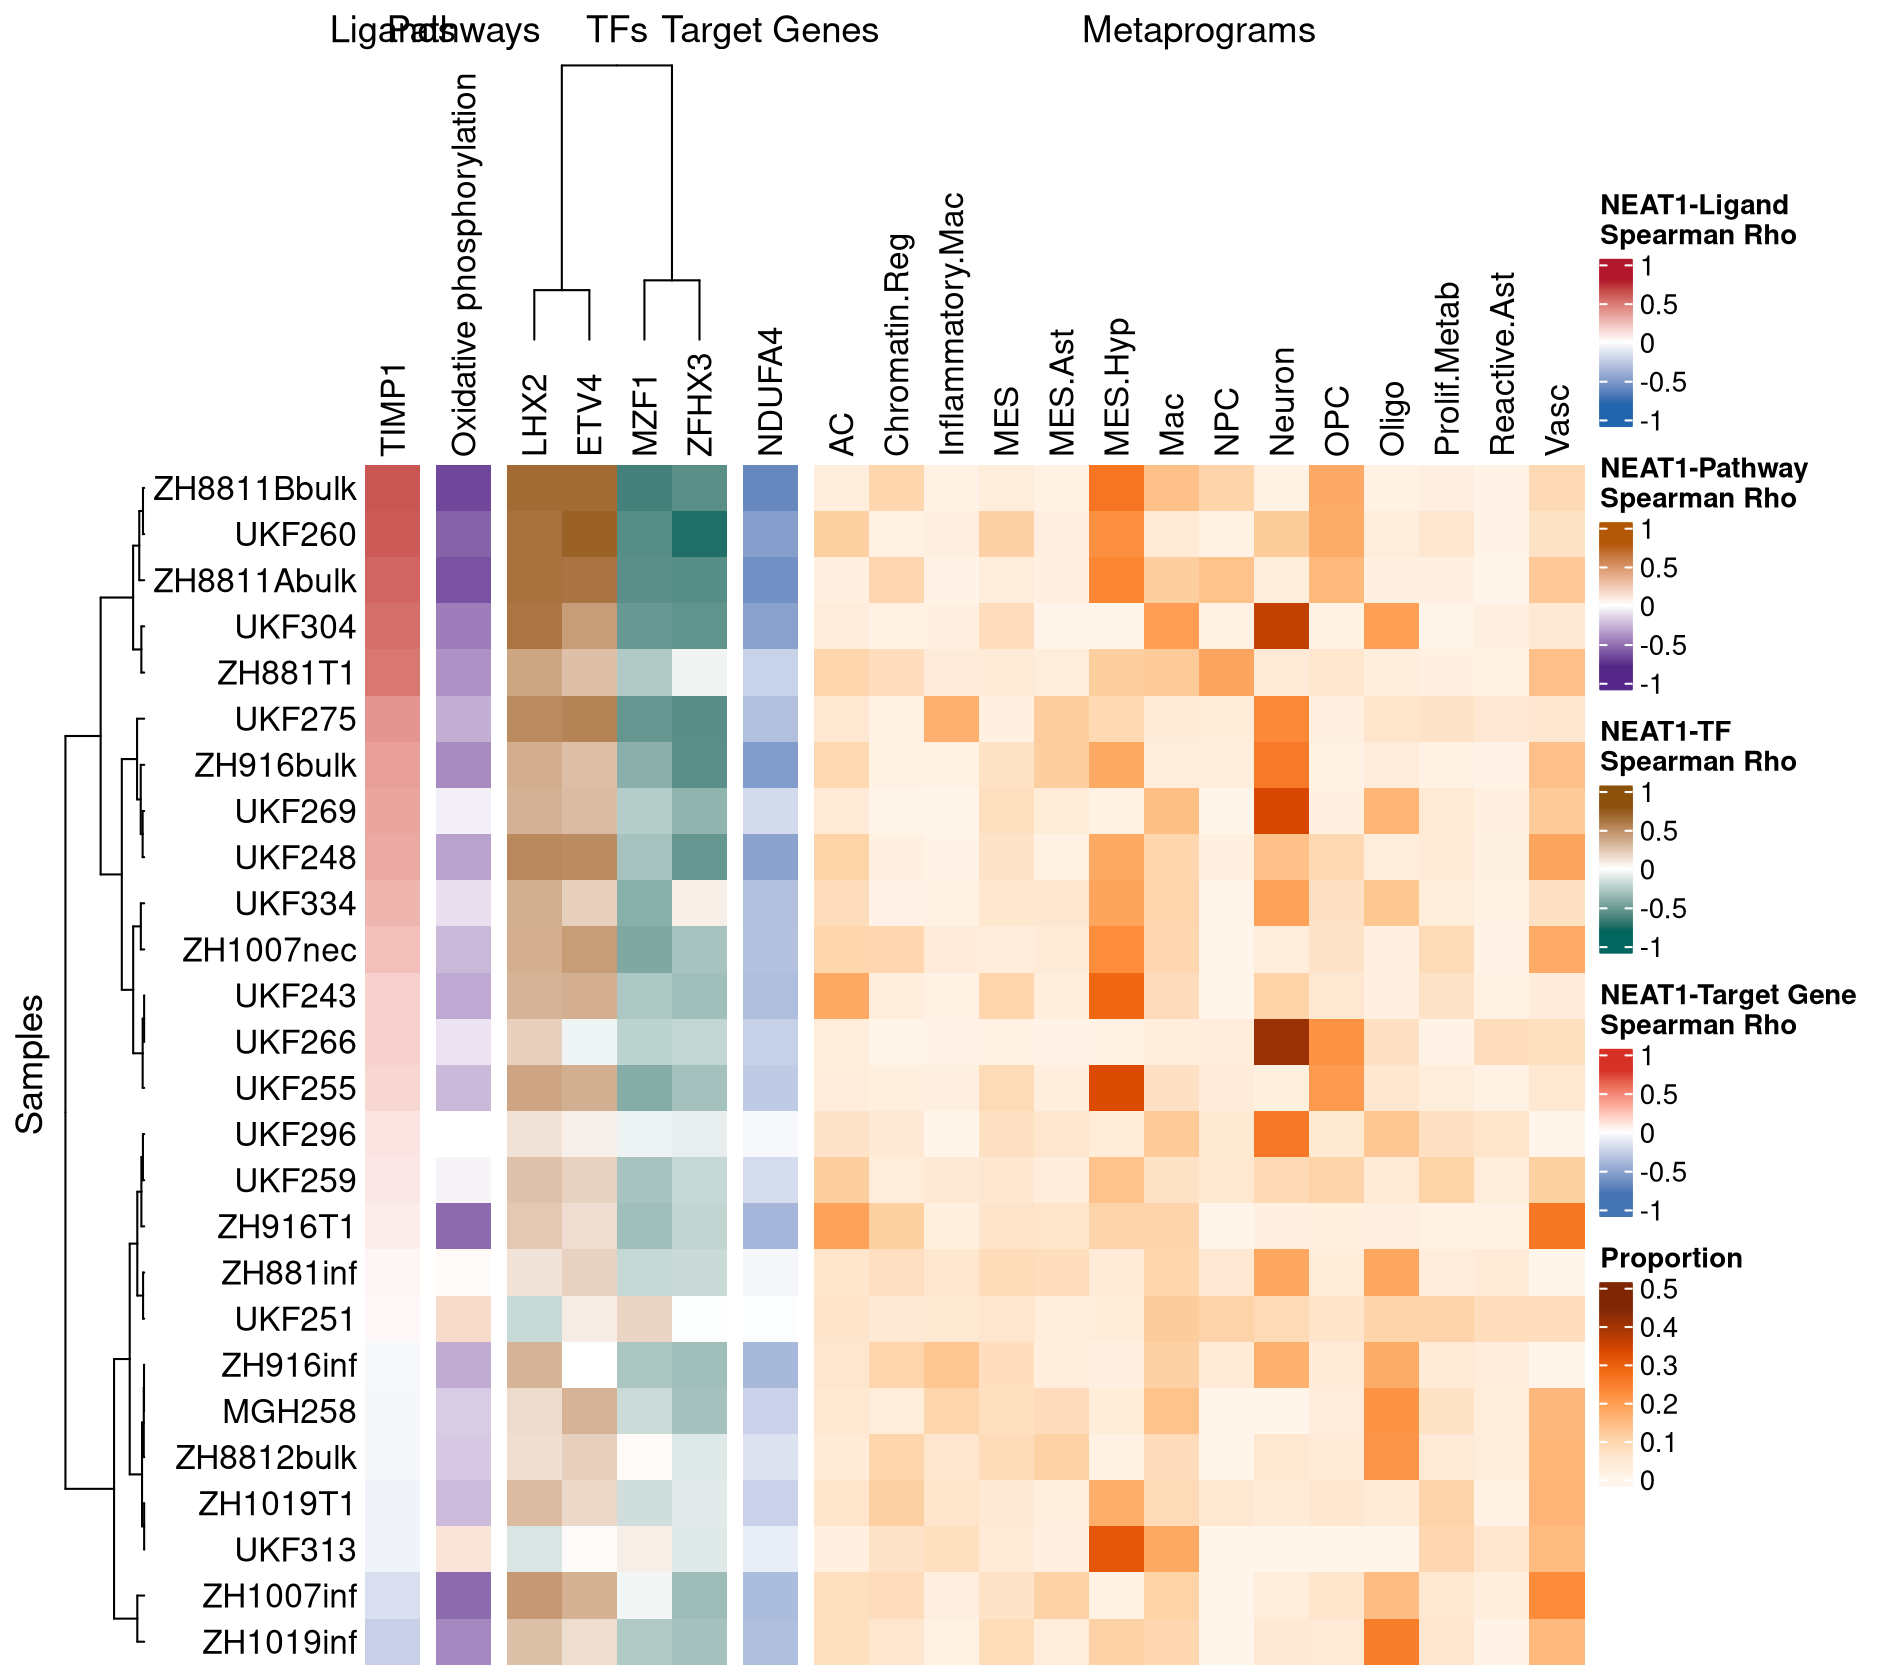 Ligands
Pathways
TFs
Target Genes
Metaprograms
TIMP1
Oxidative phosphorylation
LHX2
ETV4
MZF1
ZFHX3
NDUFA4
AC
Chromatin.Reg
Inflammatory.Mac
MES
MES.Ast
MES.Hyp
Mac
NPC
Neuron
OPC
Oligo
Prolif.Metab
Reactive.Ast
Vasc
Samples
ZH8811Bbulk
UKF260
ZH8811Abulk
UKF304
ZH881T1
UKF275
ZH916bulk
UKF269
UKF248
UKF334
ZH1007nec
UKF243
UKF266
UKF255
UKF296
UKF259
ZH916T1
ZH881inf
UKF251
ZH916inf
MGH258
ZH8812bulk
ZH1019T1
UKF313
ZH1007inf
ZH1019inf
NEAT1-Ligand
Spearman Rho
1
0.5
0
-0.5
-1
NEAT1-Pathway
Spearman Rho
1
0.5
0
-0.5
-1
NEAT1-TF
Spearman Rho
1
0.5
0
-0.5
-1
NEAT1-Target Gene
Spearman Rho
1
0.5
0
-0.5
-1
Proportion
0.5
0.4
0.3
0.2
0.1
0